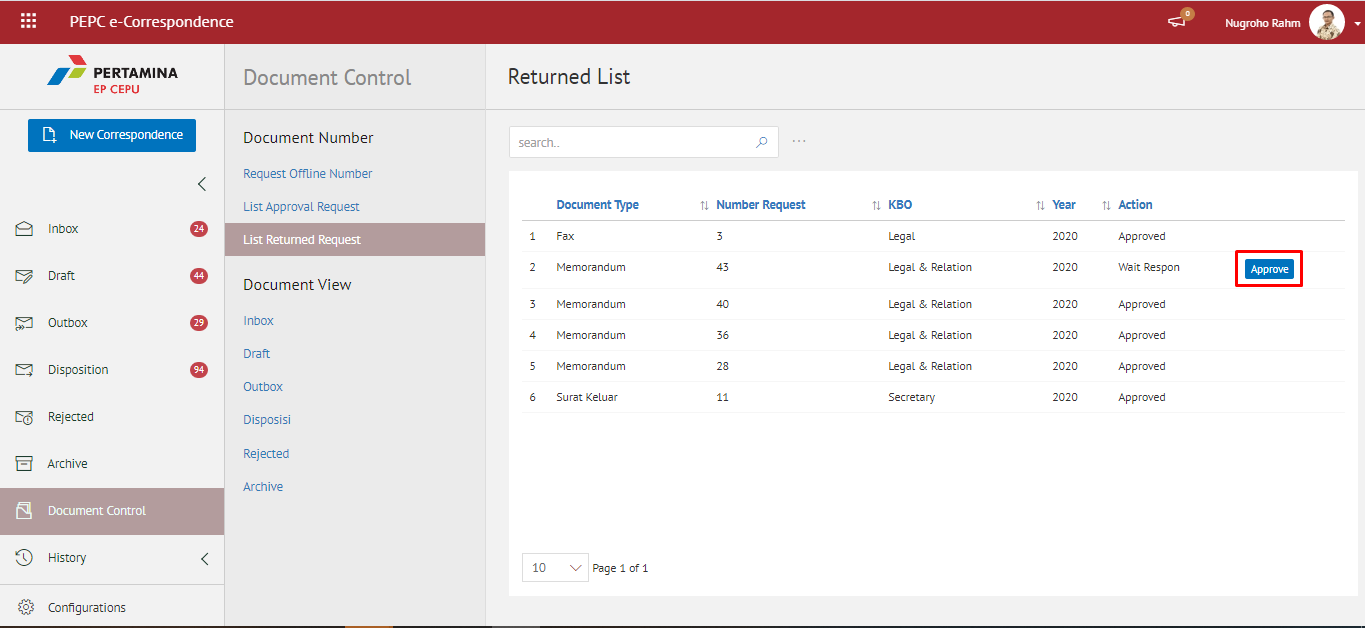 PEPC e-Correspondence
0
Nugroho Rahm
PERTAMINA
EP CEPU
New Correspondence
Inbox 24
Draft 44
Outbox 29
Disposition 94
Rejected
Archive
Document Control
History
Configurations
Document Control
Document Number
Request Offline Number
List Approval Request
List Returned Request
Document View
Inbox
Draft
Outbox
Disposisi
Rejected
Archive
Returned List
search..
Document Type Number Request KBO Year Action
1 Fax 3 Legal 2020 Approved
2 Memorandum 43 Legal & Relation 2020 Wait Respon Approve
3 Memorandum 40 Legal & Relation 2020 Approved
4 Memorandum 36 Legal & Relation 2020 Approved
5 Memorandum 28 Legal & Relation 2020 Approved
6 Surat Keluar 11 Secretary 2020 Approved
10 Page 1 of 1